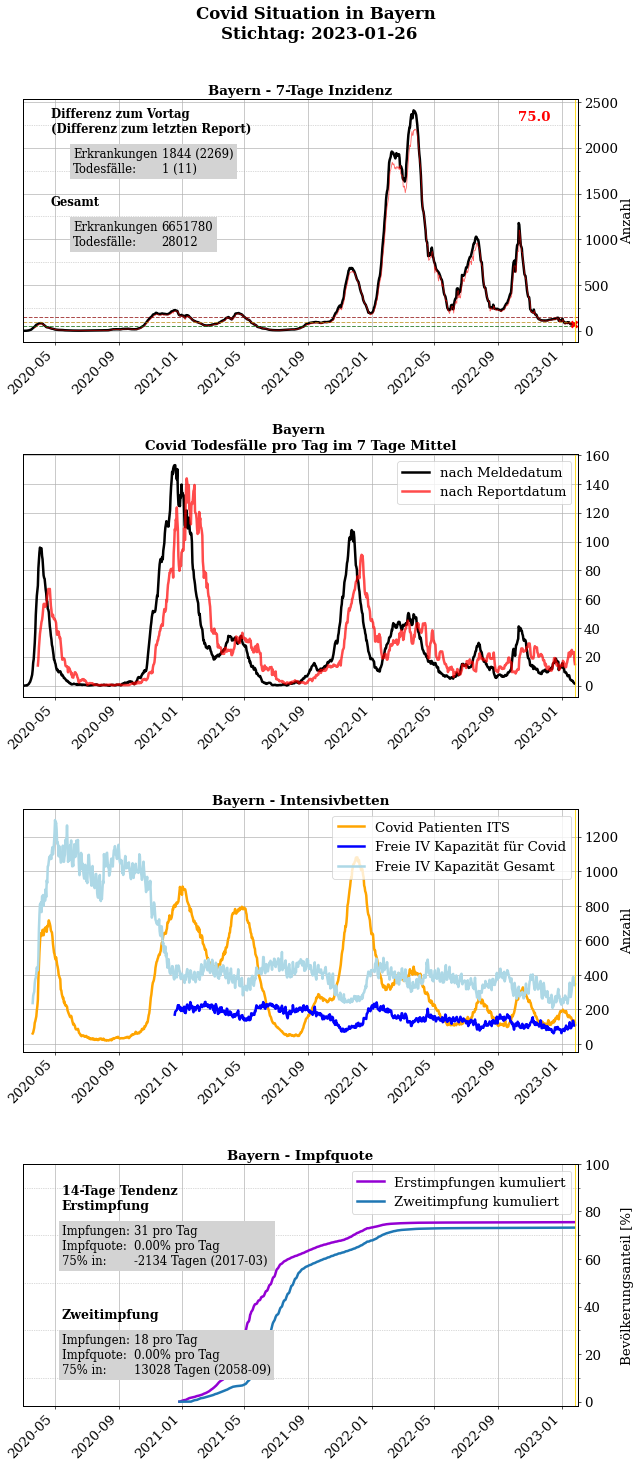 Covid Situation in Bayern
Stichtag: 2023-01-26
Bayern - 7-Tage Inzidenz
Differenz zum Vortag
(Differenz zum letzten Report)
Erkrankungen 1844 (2269)
Todesfälle: 1 (11)
Gesamt
Erkrankungen 6651780
Todesfälle: 28012
75.0
2500
2000
1500
1000
500
0
Anzahl
2020-05 2020-09 2021-01 2021-05 2021-09 2022-01 2022-05 2022-09 2023-01
Bayern
Covid Todesfälle pro Tag im 7 Tage Mittel
nach Meldedatum
nach Reportdatum
160
140
120
100
80
60
40
20
0
2020-05 2020-09 2021-01 2021-05 2021-09 2022-01 2022-05 2022-09 2023-01
Bayern - Intensivbetten
Covid Patienten ITS
Freie IV Kapazität für Covid
Freie IV Kapazität Gesamt
1200
1000
800
600
400
200
0
Anzahl
2020-05 2020-09 2021-01 2021-05 2021-09 2022-01 2022-05 2022-09 2023-01
Bayern - Impfquote
14-Tage Tendenz
Erstimpfung
Impfungen: 31 pro Tag
Impfquote: 0.00% pro Tag
75% in: -2134 Tagen (2017-03)
Zweitimpfung
Impfungen: 18 pro Tag
Impfquote: 0.00% pro Tag
75% in: 13028 Tagen (2058-09)
Erstimpfungen kumuliert
Zweitimpfung kumuliert
100
80
60
40
20
0
Bevölkerungsanteil [%]
2020-05 2020-09 2021-01 2021-05 2021-09 2022-01 2022-05 2022-09 2023-01